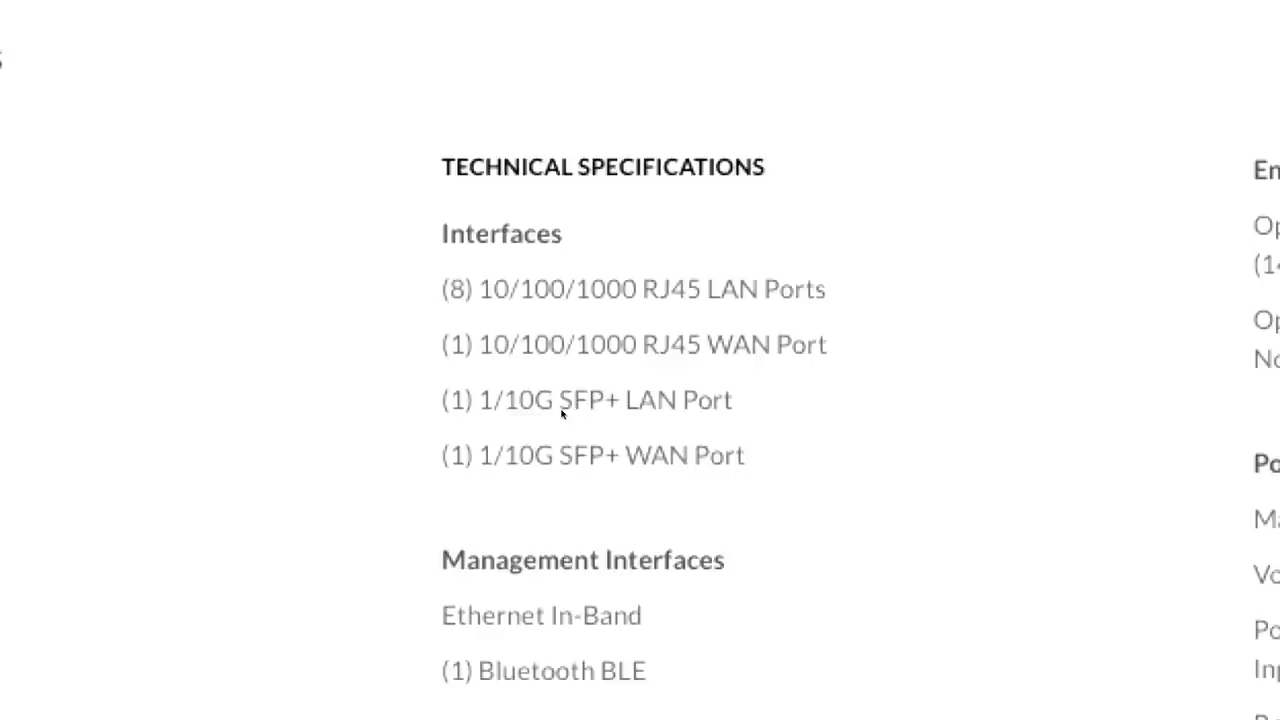 TECHNICAL SPECIFICATIONS
Interfaces
(8) 10/100/1000 RJ45 LAN Ports
(1) 10/100/1000 RJ45 WAN Port
(1) 1/10G SFP+ LAN Port
(1) 1/10G SFP+ WAN Port
Management Interfaces
Ethernet In-Band
(1) Bluetooth BLE